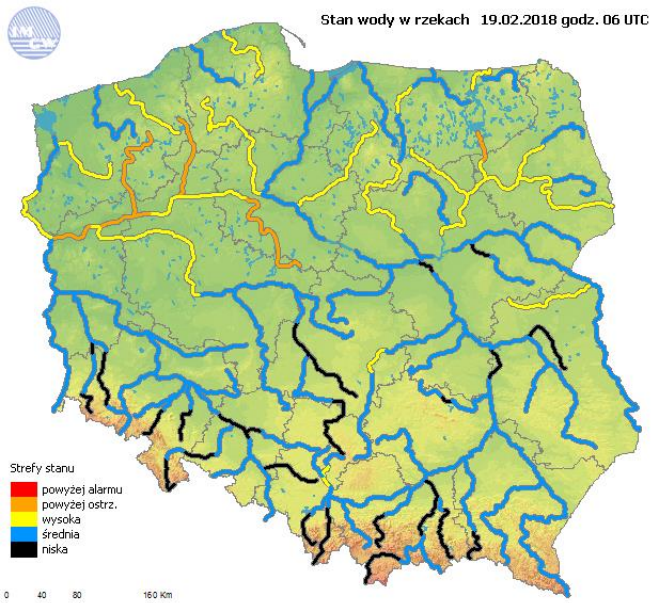 Stan wody w rzekach 19.02.2018 godz. 06 UTC
Strefy stanu
powyżej alarmu
powyżej ostrz.
wysoka
średnia
niska
0 40 80 160 Km